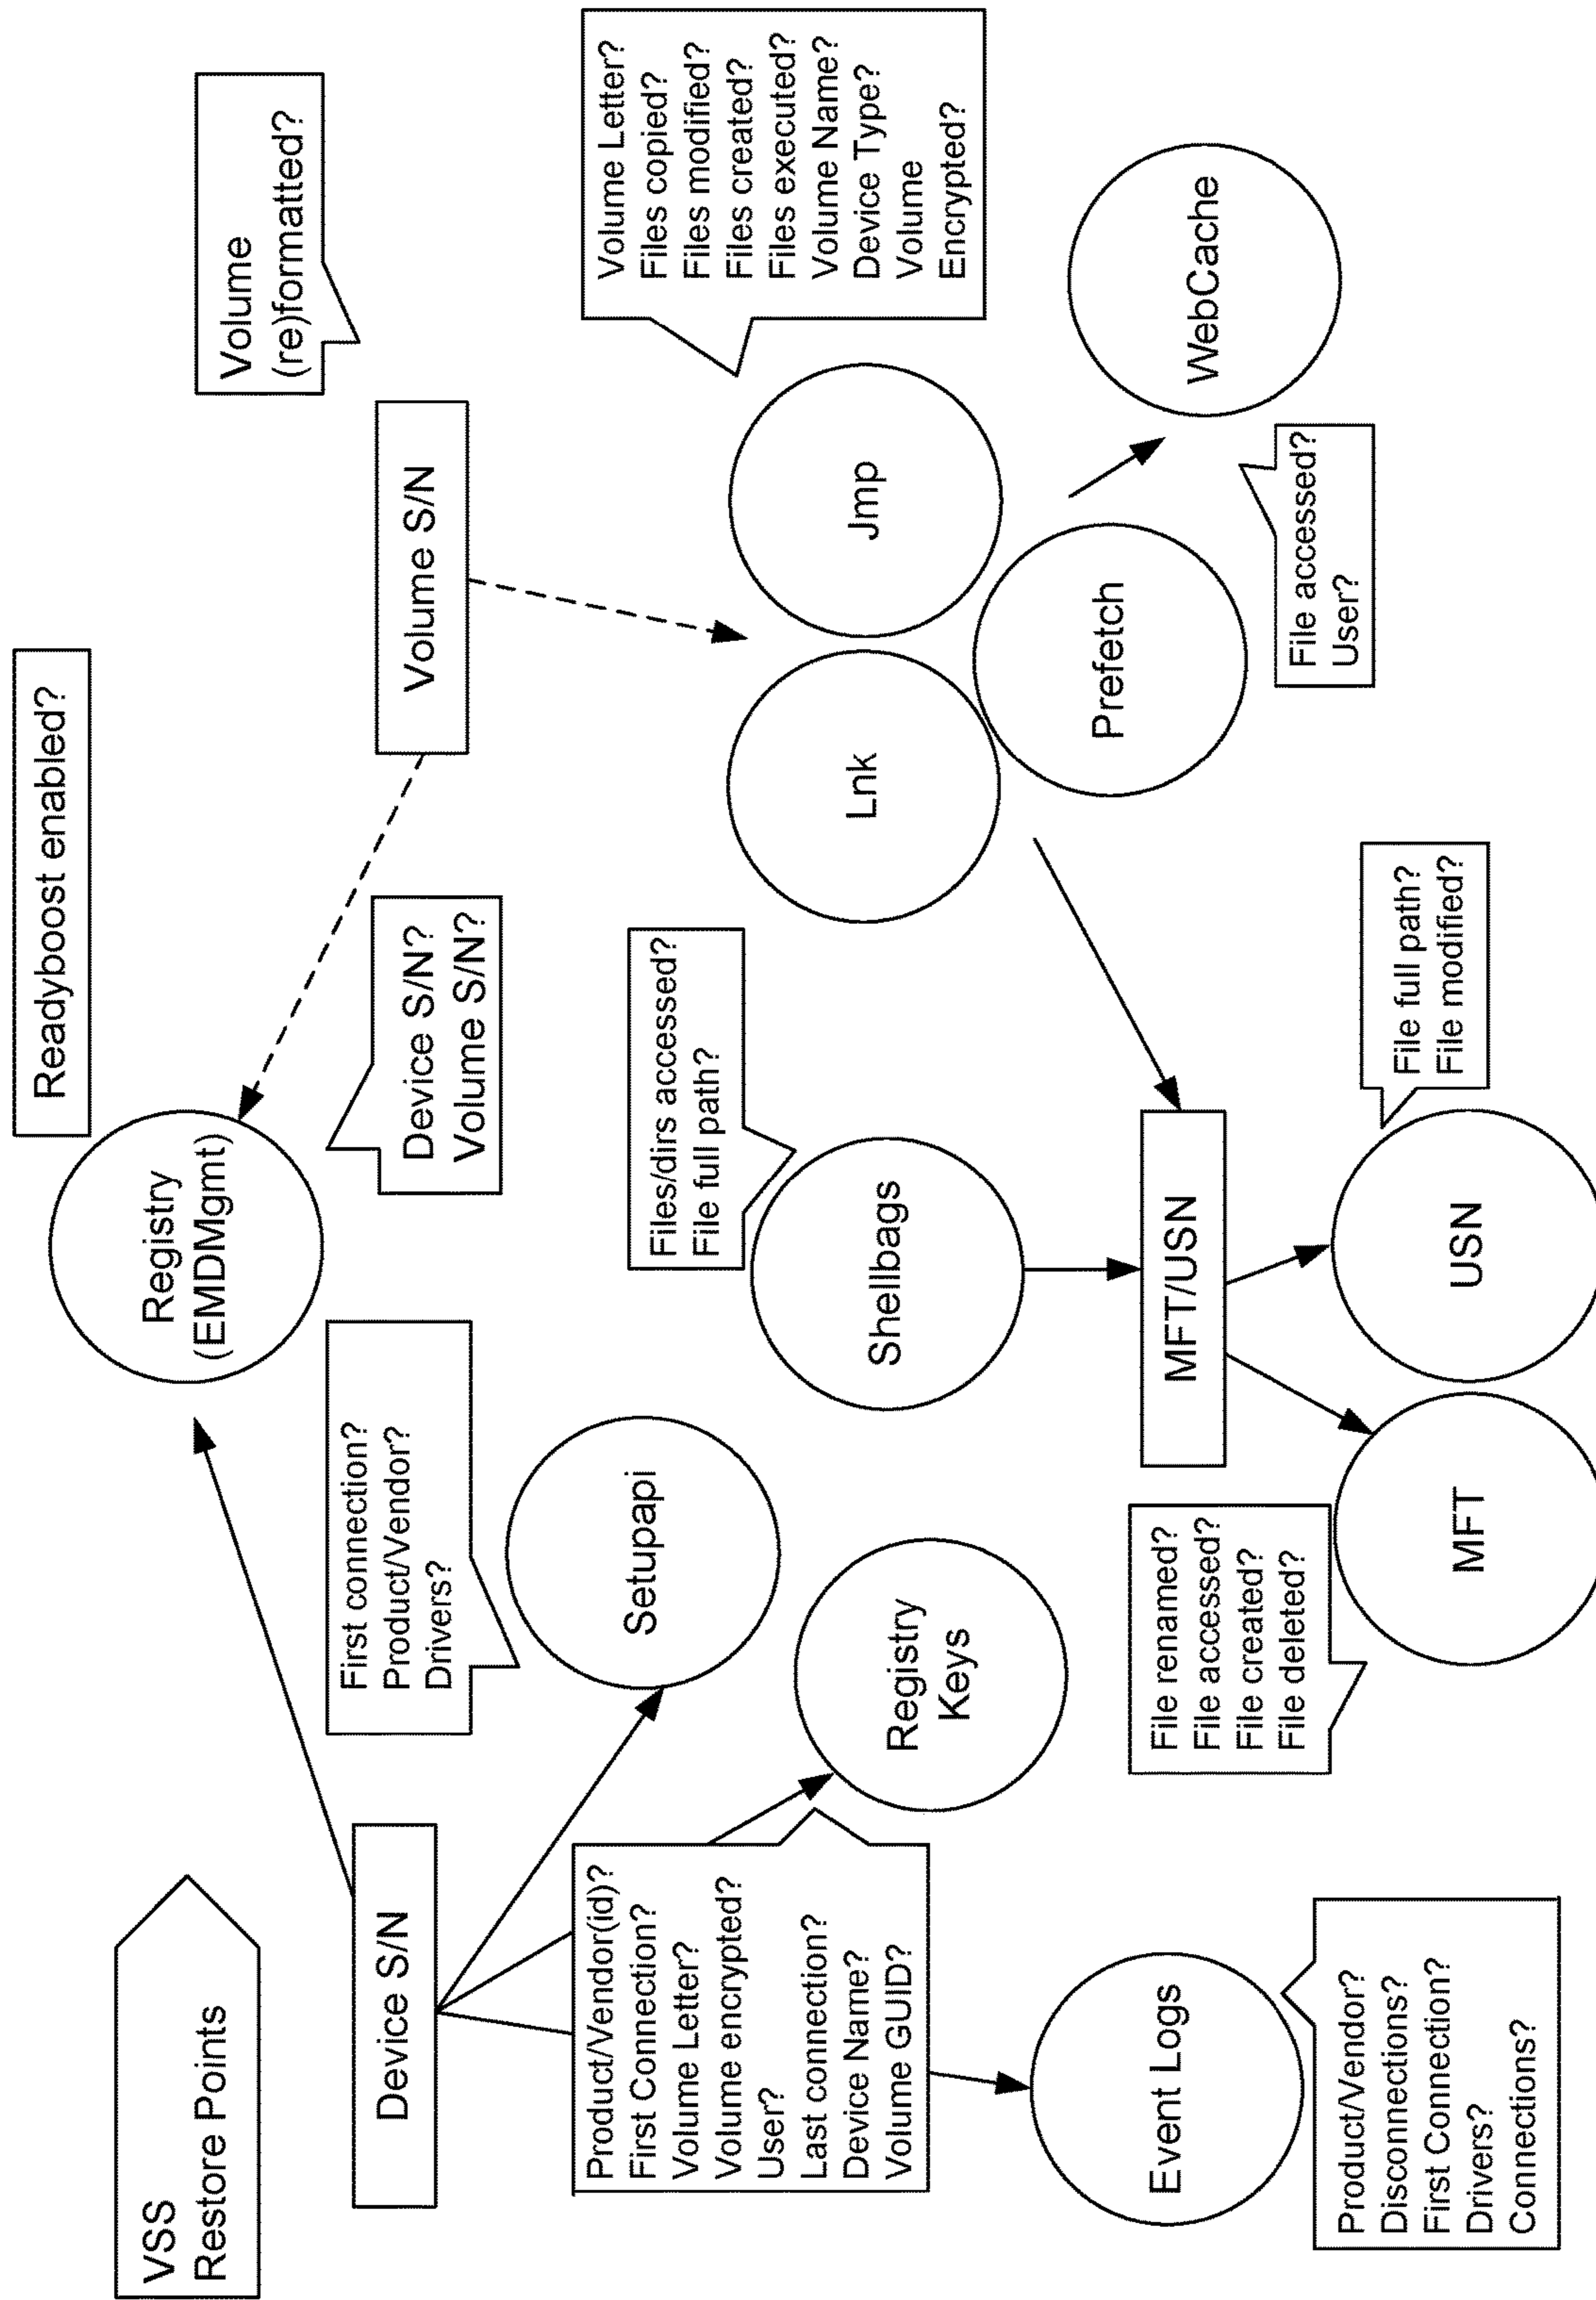 VSS
Restore Points
Readyboost enabled?
Registry
(EMDMgmt)
Volume
(re)formatted?
Device S/N
Volume S/N
First connection?
Product/Vendor?
Drivers?
Device S/N?
Volume S/N?
Setupapi
Product/Vendor(id)?
First Connection?
Volume Letter?
Volume encrypted?
User?
Last connection?
Device Name?
Volume GUID?
Registry
Keys
Files/dirs accessed?
File full path?
Shellbags
Lnk
Jmp
Prefetch
Volume Letter?
Files copied?
Files modified?
Files created?
Files executed?
Volume Name?
Device Type?
Volume
Encrypted?
WebCache
File accessed?
User?
Event Logs
Product/Vendor?
Disconnections?
First Connection?
Drivers?
Connections?
MFT/USN
File renamed?
File accessed?
File created?
File deleted?
MFT
USN
File full path?
File modified?